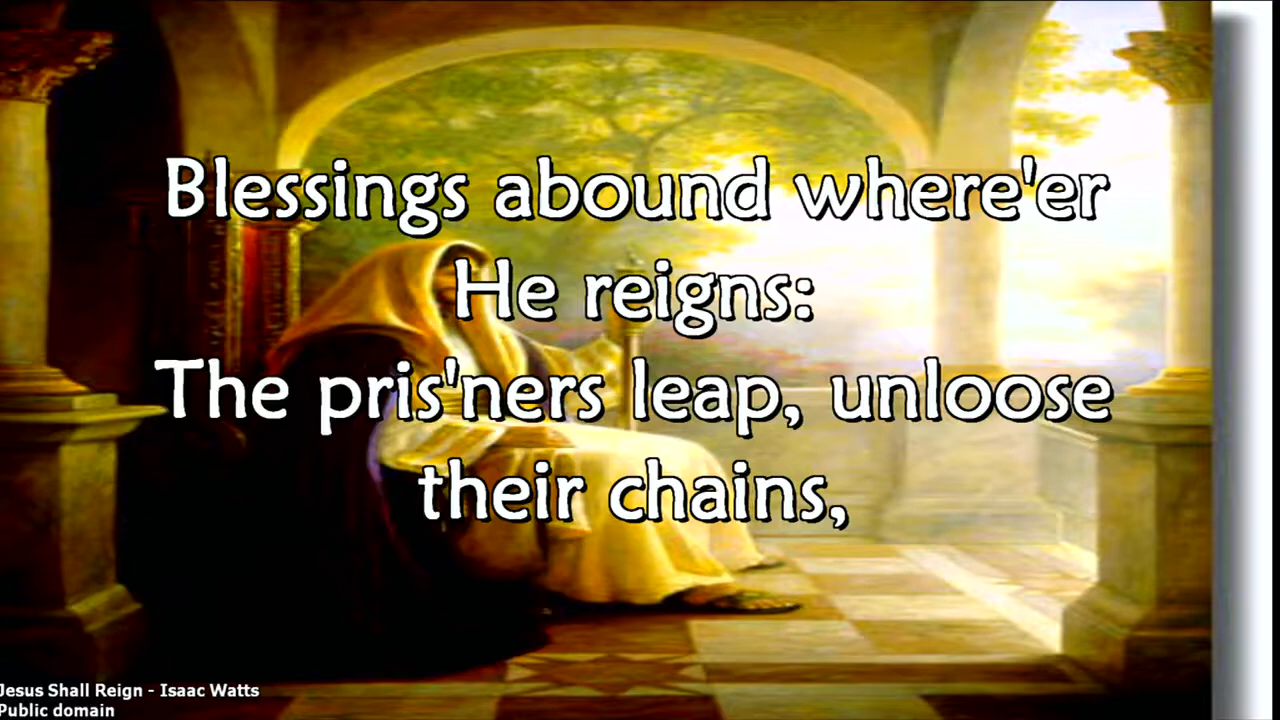 Blessings abound where'er
He reigns:
The pris'ners leap, unloose
their chains,
Jesus Shall Reign - Isaac Watts
Public domain